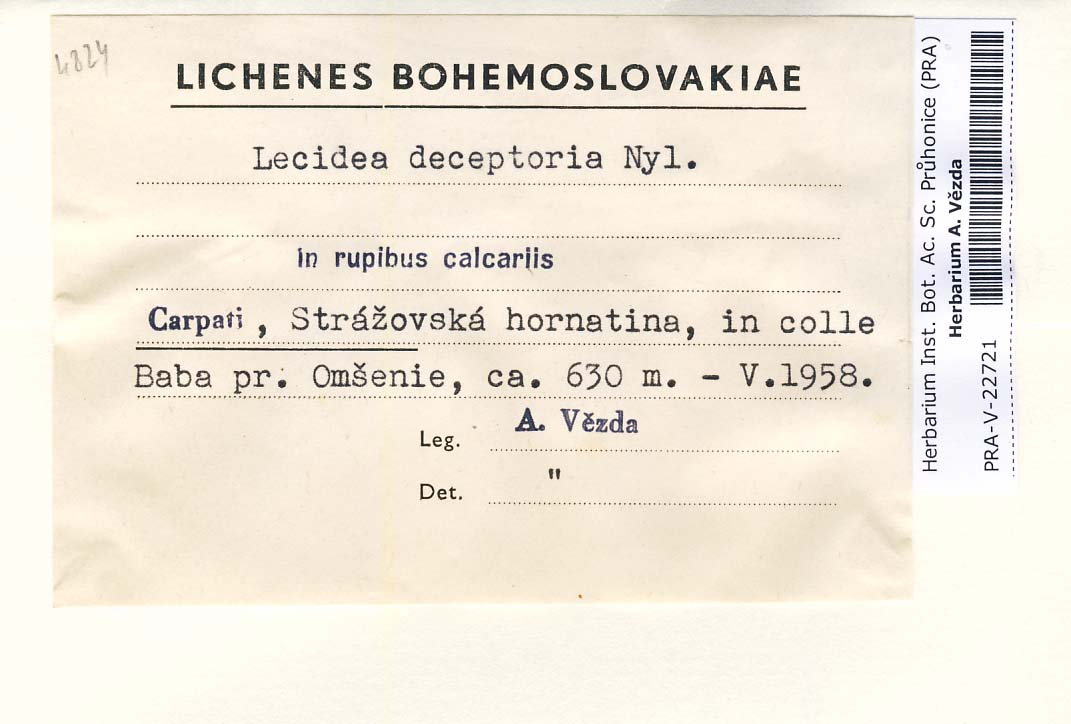 4824
LICHENES BOHEMOSLOVAKIAE
Lecidea deceptoria Nyl.
in rupibus calcariis
Carpati, Strážovská hornatina, in colle
Baba pr. Omšenie, ca. 630 m. - V.1958.
Leg. A. Vězda
Det. "
Herbarium Inst. Bot. Ac. Sc. Průhonice (PRA)
Herbarium A. Vězda
PRA-V-22721